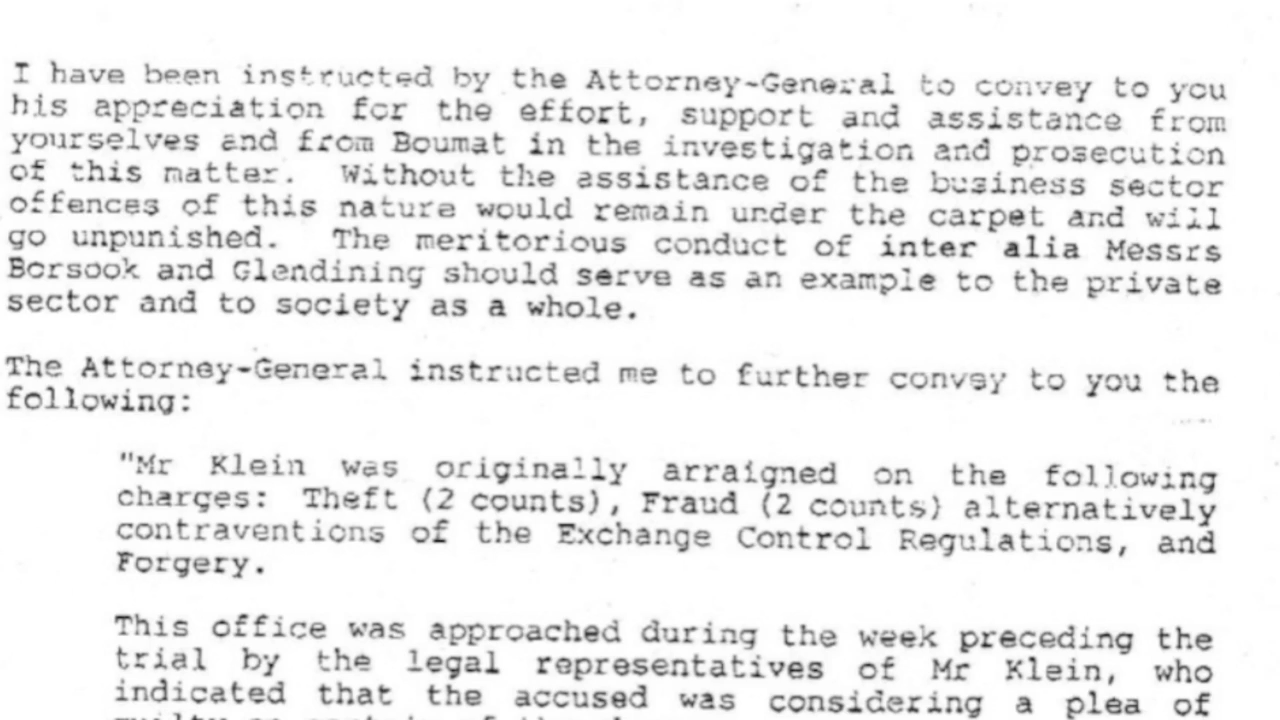 I have been instructed by the Attorney-General to convey to you
his appreciation for the effort, support and assistance from
yourselves and from Boumat in the investigation and prosecution
of this matter. Without the assistance of the business sector
offences of this nature would remain under the carpet and will
go unpunished. The meritorious conduct of inter alia Messrs
Borsook and Glendining should serve as an example to the private
sector and to society as a whole.
The Attorney-General instructed me to further convey to you the
following:
"Mr Klein was originally arraigned on the following
charges: Theft (2 counts), Fraud (2 counts) alternatively
contraventions of the Exchange Control Regulations, and
Forgery.
This office was approached during the week preceding the
trial by the legal representatives of Mr Klein, who
indicated that the accused was considering a plea of